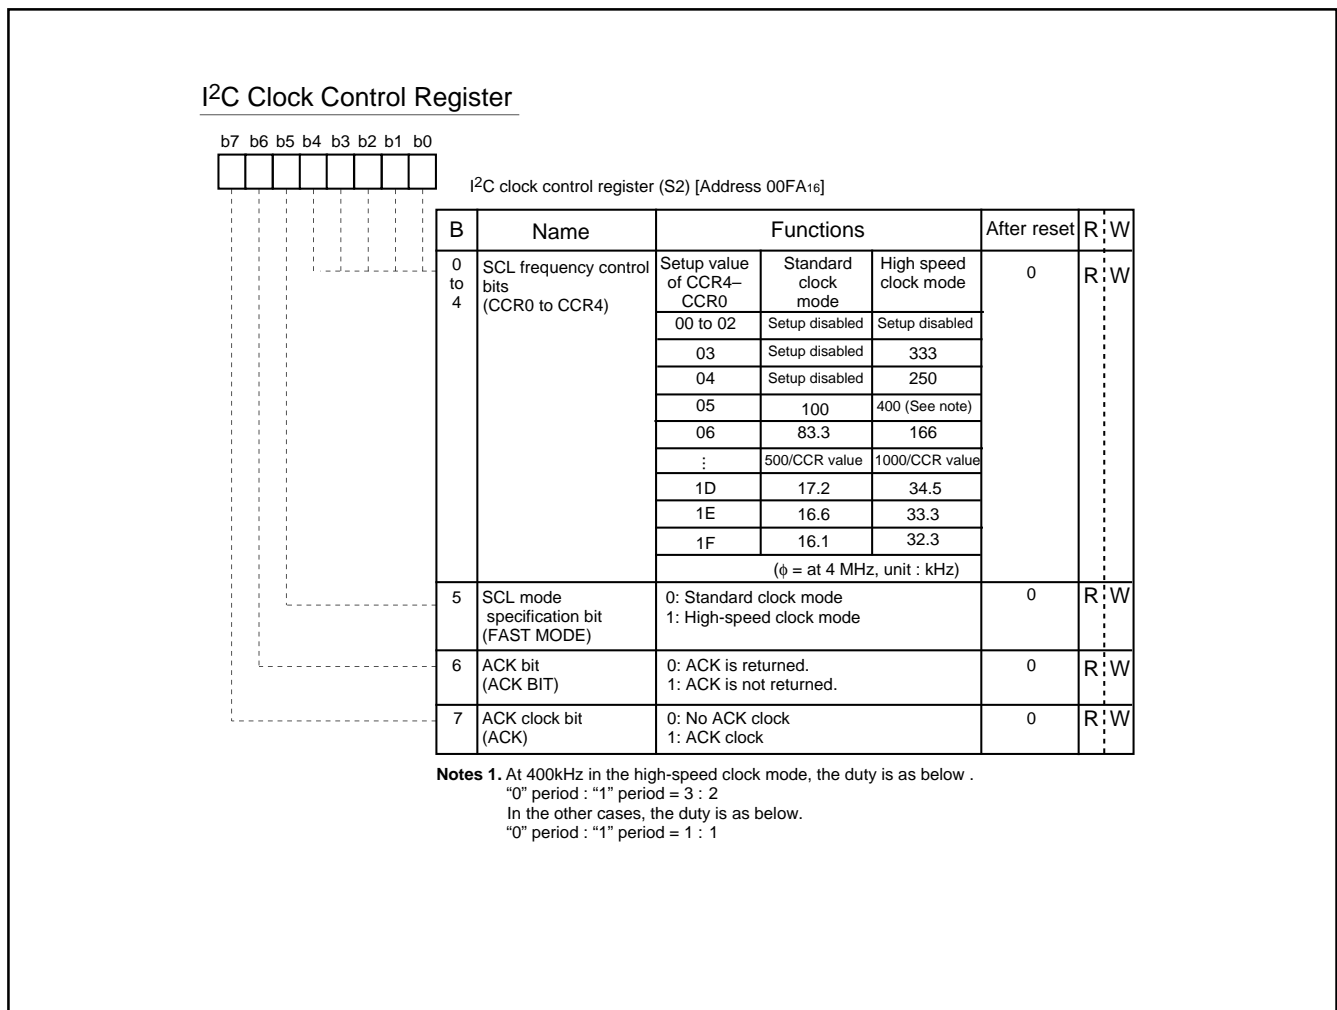 I2C Clock Control Register
b7 b6 b5 b4 b3 b2 b1 b0
I2C clock control register (S2) [Address 00FA16]
B Name Functions After reset R W
0 to 4 SCL frequency control bits (CCR0 to CCR4) 0 R W
Setup value of CCR4–CCR0 Standard clock mode High speed clock mode
00 to 02 Setup disabled Setup disabled
03 Setup disabled 333
04 Setup disabled 250
05 100 400 (See note)
06 83.3 166
⋮ 500/CCR value 1000/CCR value
1D 17.2 34.5
1E 16.6 33.3
1F 16.1 32.3
(ϕ = at 4 MHz, unit : kHz)
5 SCL mode 0: Standard clock mode 0 R W
specification bit 1: High-speed clock mode
(FAST MODE)
6 ACK bit 0: ACK is returned. 0 R W
(ACK BIT) 1: ACK is not returned.
7 ACK clock bit 0: No ACK clock 0 R W
(ACK) 1: ACK clock
Notes 1. At 400kHz in the high-speed clock mode, the duty is as below .
“0” period : “1” period = 3 : 2
In the other cases, the duty is as below.
“0” period : “1” period = 1 : 1